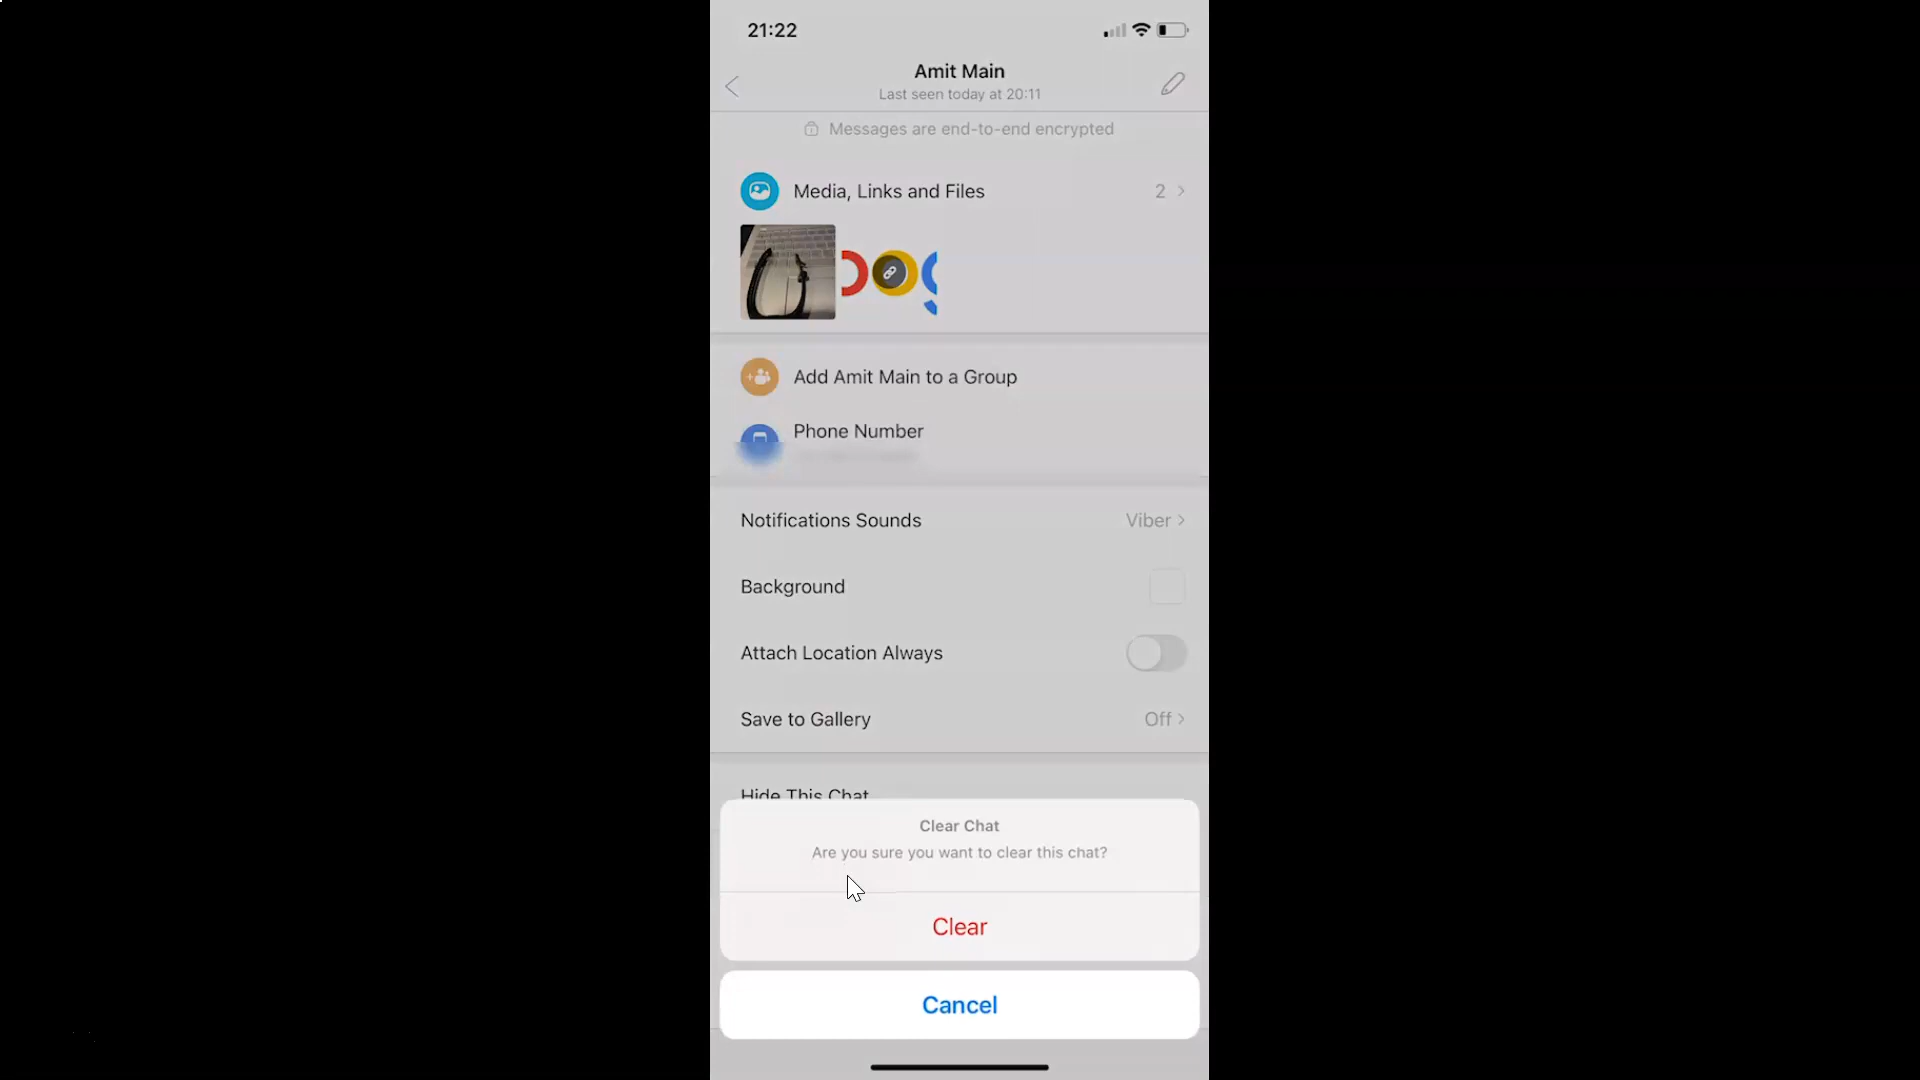 21:22
Amit Main
Last seen today at 20:11
Messages are end-to-end encrypted
Media, Links and Files 2
Add Amit Main to a Group
Phone Number
Notifications Sounds Viber
Background
Attach Location Always
Save to Gallery Off
Hide This Chat
Clear Chat
Are you sure you want to clear this chat?
Clear
Cancel